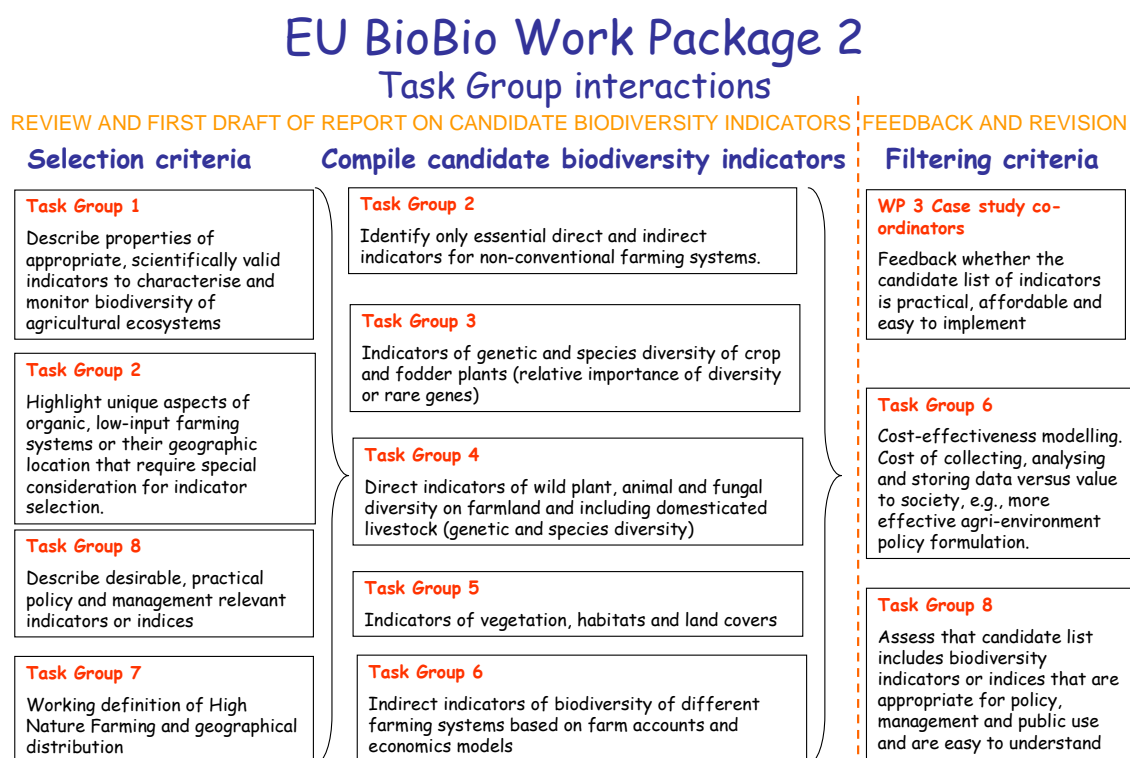 EU BioBio Work Package 2
Task Group interactions
REVIEW AND FIRST DRAFT OF REPORT ON CANDIDATE BIODIVERSITY INDICATORS
FEEDBACK AND REVISION
Selection criteria
Task Group 1
Describe properties of
appropriate, scientifically valid
indicators to characterise and
monitor biodiversity of
agricultural ecosystems
Task Group 2
Highlight unique aspects of
organic, low-input farming
systems or their geographic
location that require special
consideration for indicator
selection.
Task Group 8
Describe desirable, practical
policy and management relevant
indicators or indices
Task Group 7
Working definition of High
Nature Farming and geographical
distribution
Compile candidate biodiversity indicators
Task Group 2
Identify only essential direct and indirect
indicators for non-conventional farming systems.
Task Group 3
Indicators of genetic and species diversity of crop
and fodder plants (relative importance of diversity
or rare genes)
Task Group 4
Direct indicators of wild plant, animal and fungal
diversity on farmland and including domesticated
livestock (genetic and species diversity)
Task Group 5
Indicators of vegetation, habitats and land covers
Task Group 6
Indirect indicators of biodiversity of different
farming systems based on farm accounts and
economics models
Filtering criteria
WP 3 Case study co-
ordinators
Feedback whether the
candidate list of indicators
is practical, affordable and
easy to implement
Task Group 6
Cost-effectiveness modelling.
Cost of collecting, analysing
and storing data versus value
to society, e.g., more
effective agri-environment
policy formulation.
Task Group 8
Assess that candidate list
includes biodiversity
indicators or indices that are
appropriate for policy,
management and public use
and are easy to understand